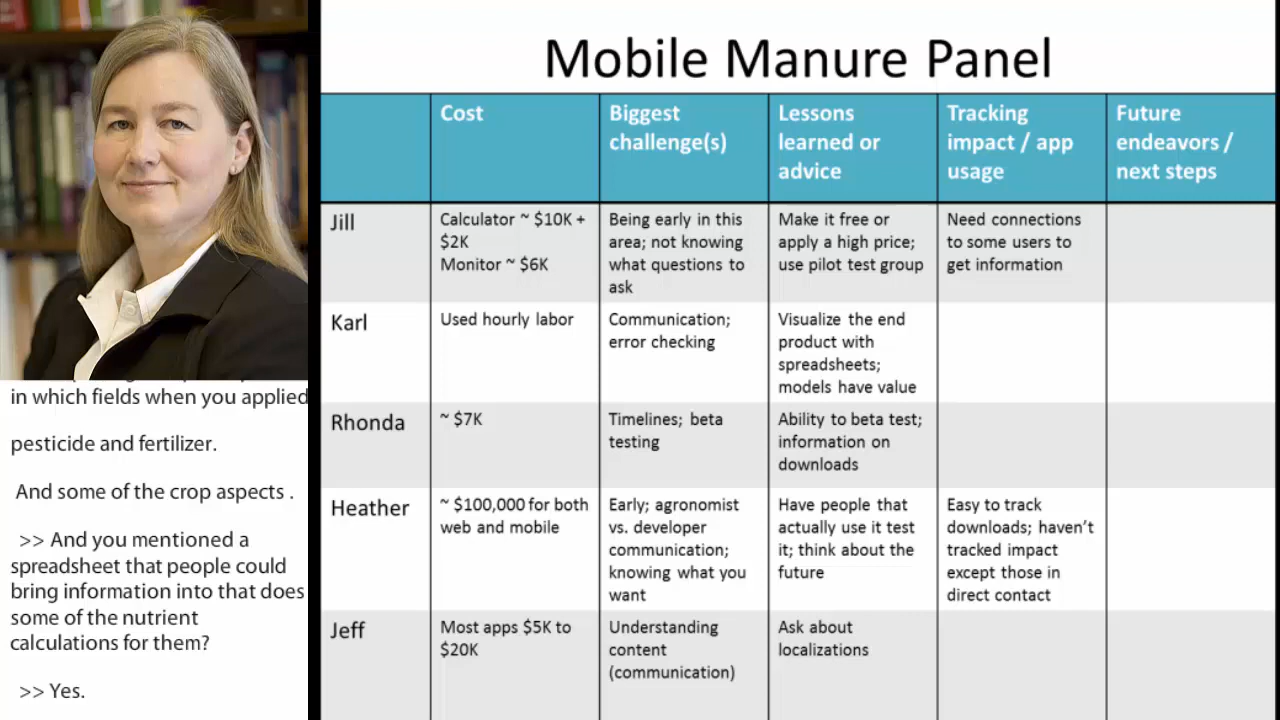 Mobile Manure Panel
Cost
Biggest
challenge(s)
Lessons
learned or
advice
Tracking
impact / app
usage
Future
endeavors /
next steps
Jill
Calculator ~ $10K +
$2K
Monitor ~ $6K
Being early in this
area; not knowing
what questions to
ask
Make it free or
apply a high price;
use pilot test group
Need connections
to some users to
get information
Karl
Used hourly labor
Communication;
error checking
Visualize the end
product with
spreadsheets;
models have value
Rhonda
~ $7K
Timelines; beta
testing
Ability to beta test;
information on
downloads
Heather
~ $100,000 for both
web and mobile
Early; agronomist
vs. developer
communication;
knowing what you
want
Have people that
actually use it test
it; think about the
future
Easy to track
downloads; haven't
tracked impact
except those in
direct contact
Jeff
Most apps $5K to
$20K
Understanding
content
(communication)
Ask about
localizations
in which fields when you applied
pesticide and fertilizer.
And some of the crop aspects .
>> And you mentioned a
spreadsheet that people could
bring information into that does
some of the nutrient
calculations for them?
>> Yes.